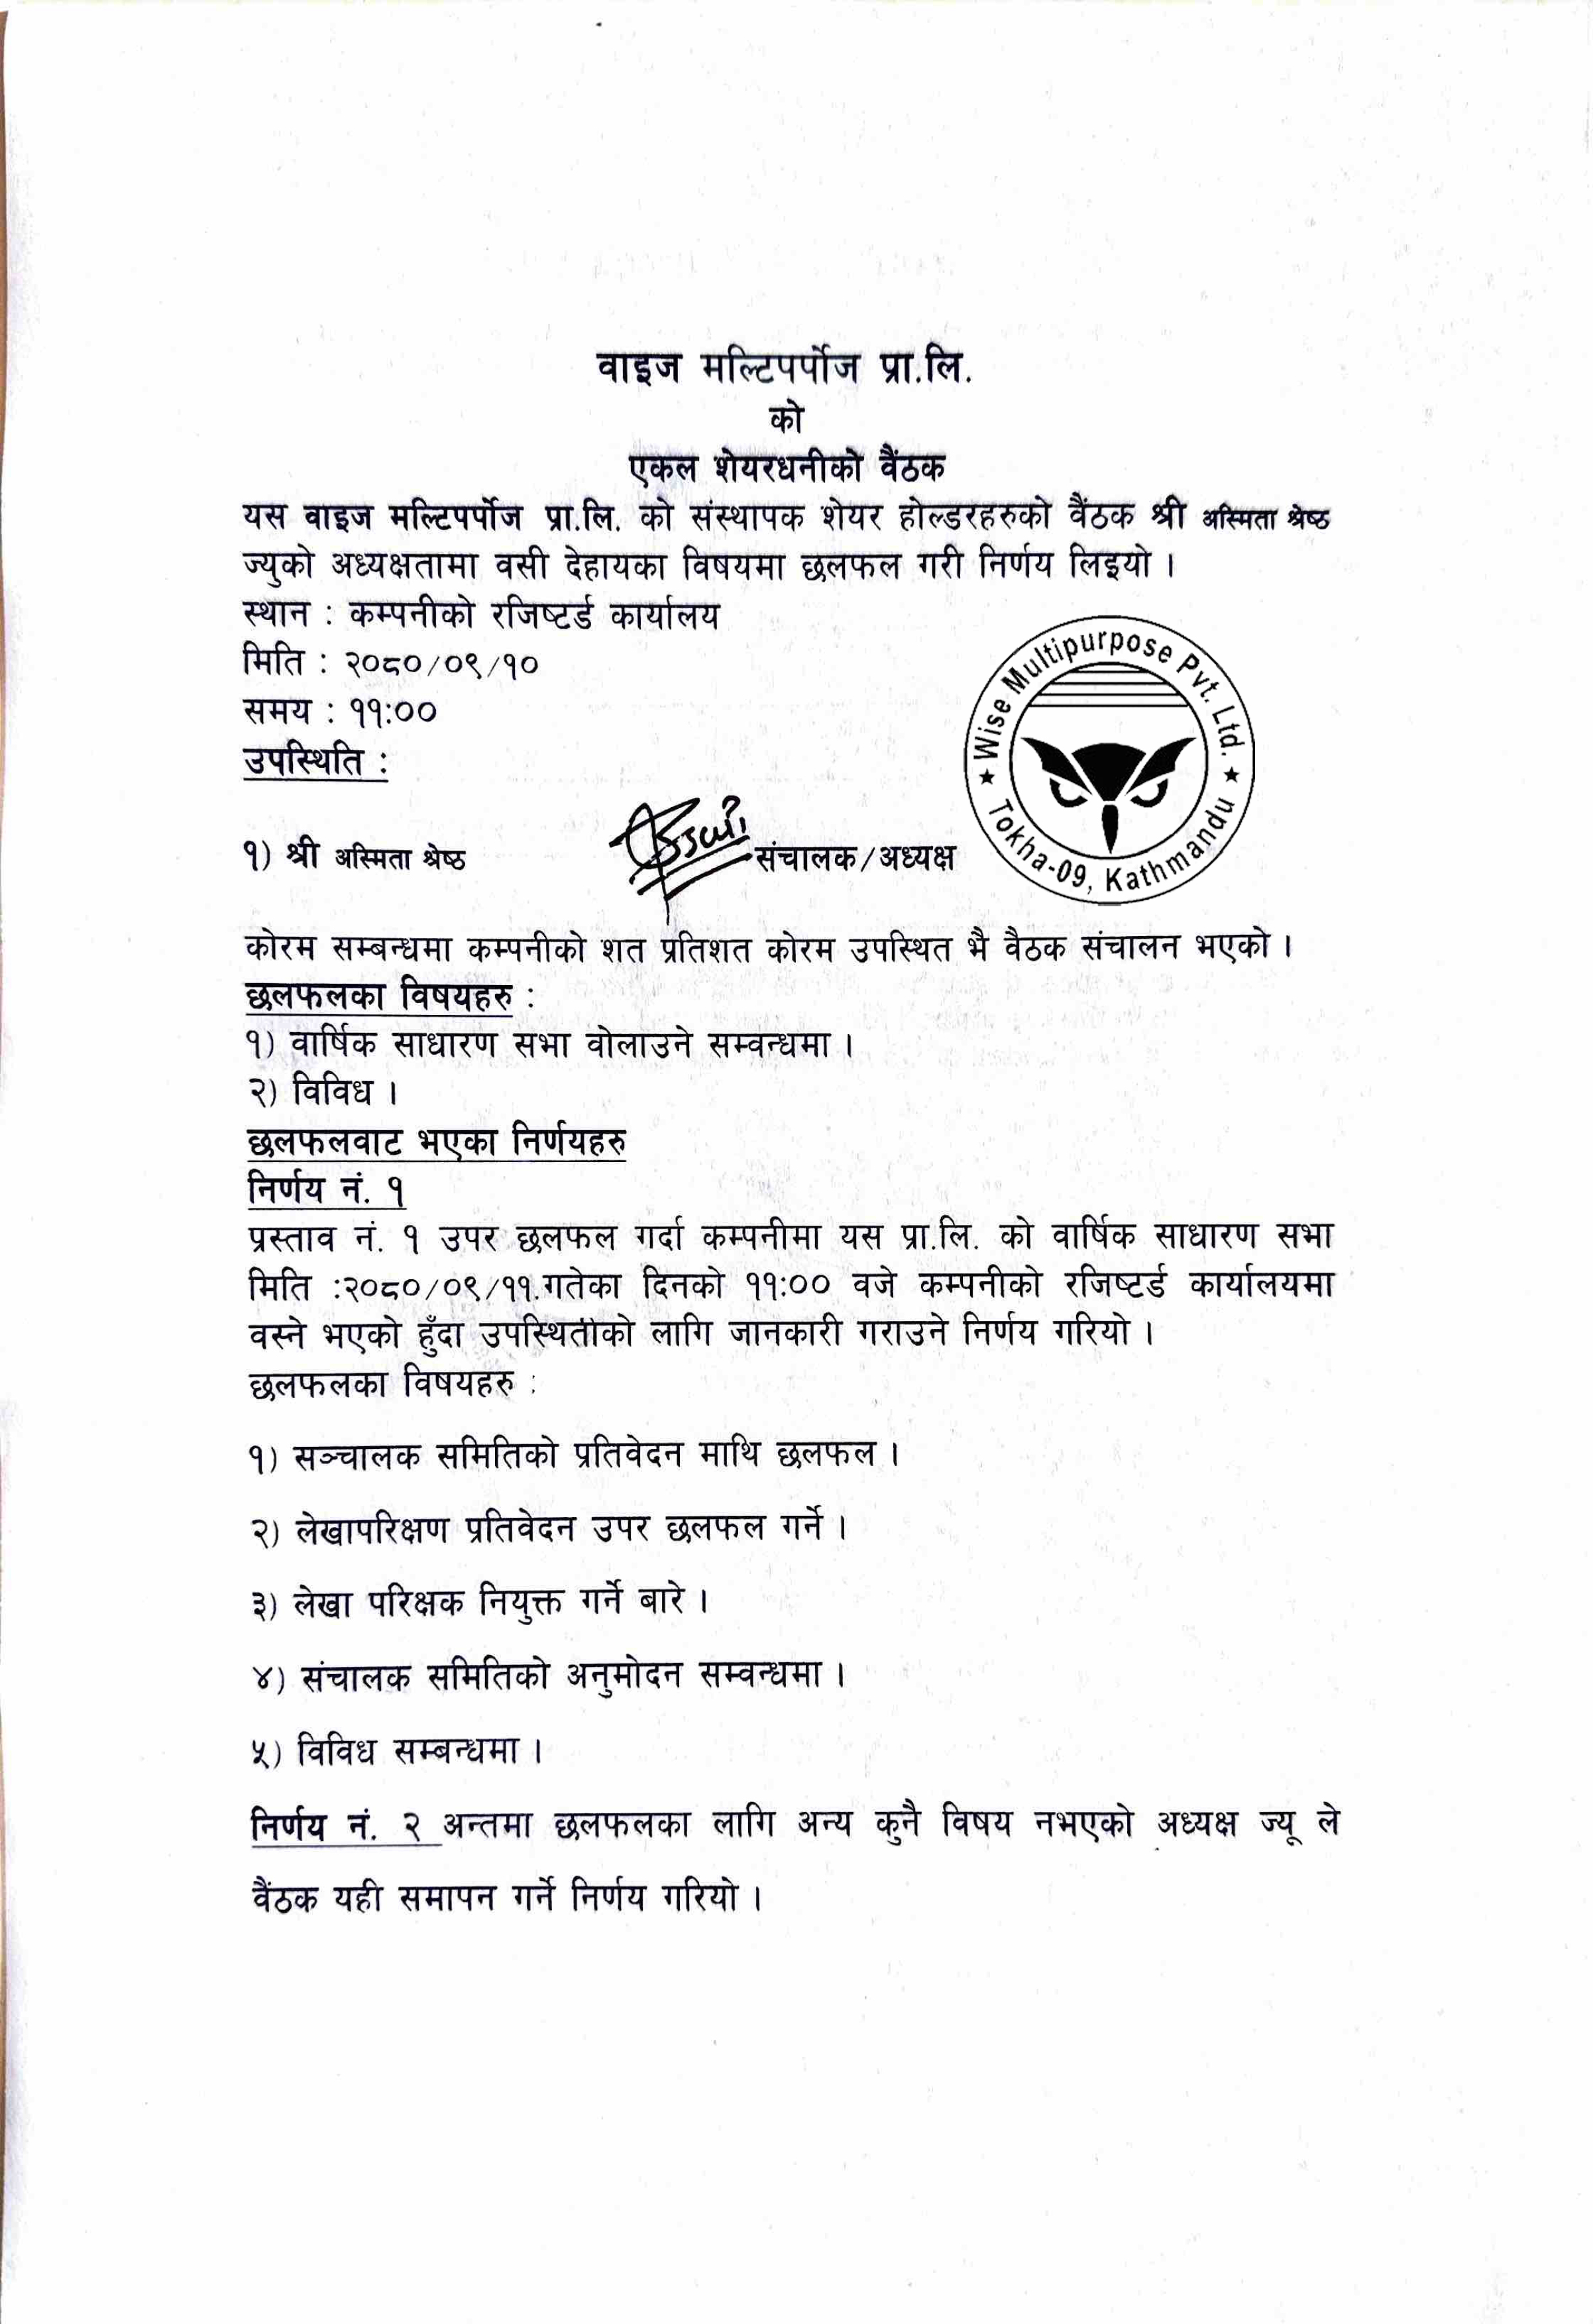 वाइज मल्टिपर्पोज प्रा.लि.
को
एकल शेयरधनीको वैंठक
यस वाइज मल्टिपर्पोज प्रा.लि. को संस्थापक शेयर होल्डरहरुको वैंठक श्री अस्मिता श्रेष्ठ
ज्युको अध्यक्षतामा वसी देहायका विषयमा छलफल गरी निर्णय लिइयो ।
स्थान : कम्पनीको रजिष्टर्ड कार्यालय
मिति : २०८०/०९/१०
समय : ११:००
उपस्थिति :
Wise Multipurpose Pvt. Ltd.
★ ★
Tokha-09, Kathmandu
१) श्री अस्मिता श्रेष्ठ संचालक/अध्यक्ष
कोरम सम्बन्धमा कम्पनीको शत प्रतिशत कोरम उपस्थित भै वैठक संचालन भएको ।
छलफलका विषयहरु :
१) वार्षिक साधारण सभा वोलाउने सम्वन्धमा ।
२) विविध ।
छलफलवाट भएका निर्णयहरु
निर्णय नं. १
प्रस्ताव नं. १ उपर छलफल गर्दा कम्पनीमा यस प्रा.लि. को वार्षिक साधारण सभा
मिति :२०८०/०९/११.गतेका दिनको ११:०० वजे कम्पनीको रजिष्टर्ड कार्यालयमा
वस्ने भएको हुँदा उपस्थितीको लागि जानकारी गराउने निर्णय गरियो ।
छलफलका विषयहरु :
१) सञ्चालक समितिको प्रतिवेदन माथि छलफल ।
२) लेखापरिक्षण प्रतिवेदन उपर छलफल गर्ने ।
३) लेखा परिक्षक नियुक्त गर्ने बारे ।
४) संचालक समितिको अनुमोदन सम्वन्धमा ।
५) विविध सम्बन्धमा ।
निर्णय नं. २ अन्तमा छलफलका लागि अन्य कुनै विषय नभएको अध्यक्ष ज्यू ले
वैंठक यही समापन गर्ने निर्णय गरियो ।